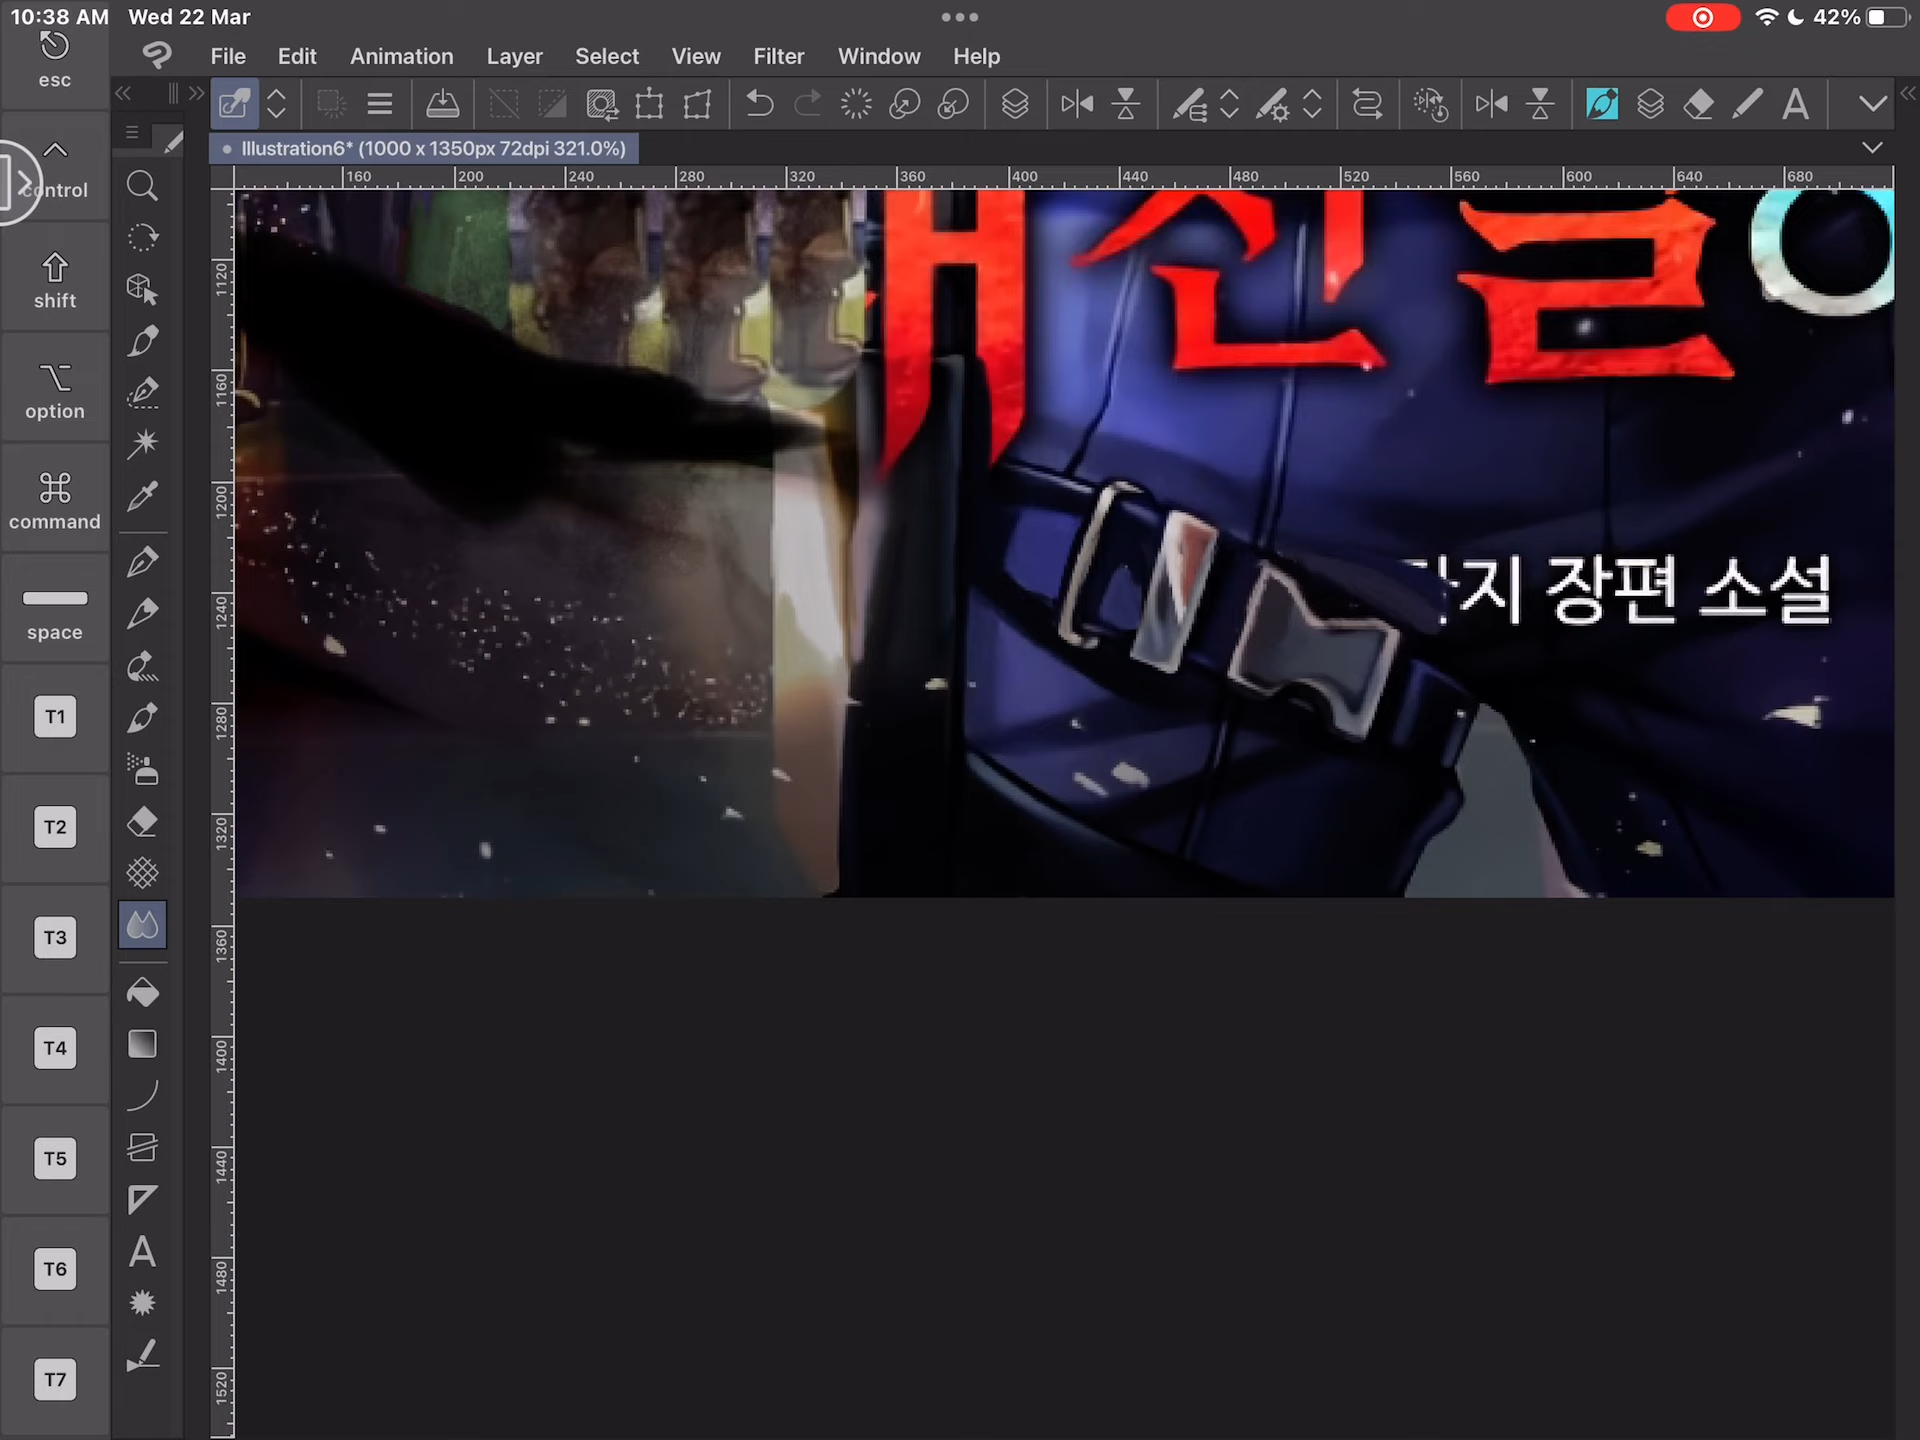 10:38 AM Wed 22 Mar
42%
esc
File Edit Animation Layer Select View Filter Window Help
Illustration6* (1000 x 1350px 72dpi 321.0%)
control
160 200 240 280 320 360 400 440 480 520 560 600 640 680
shift
option
command
space
T1
T2
T3
T4
T5
T6
T7
1120
1160
1200
1240
1280
1320
1360
1400
1440
1480
1520
지 장편 소설